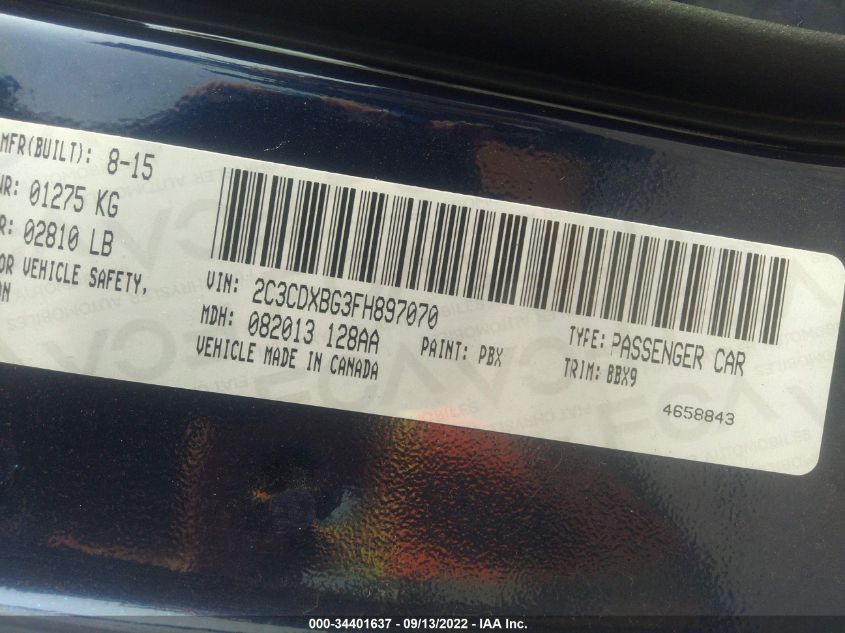 MFR(BUILT): 8-15
WR: 01275 KG
R: 02810 LB
OR VEHICLE SAFETY,
ON
VIN: 2C3CDXBG3FH897070
MDH: 082013 128AA
PAINT: PBX
VEHICLE MADE IN CANADA
TYPE: PASSENGER CAR
TRIM: BBX9
4658843
000-34401637 - 09/13/2022 - IAA Inc.